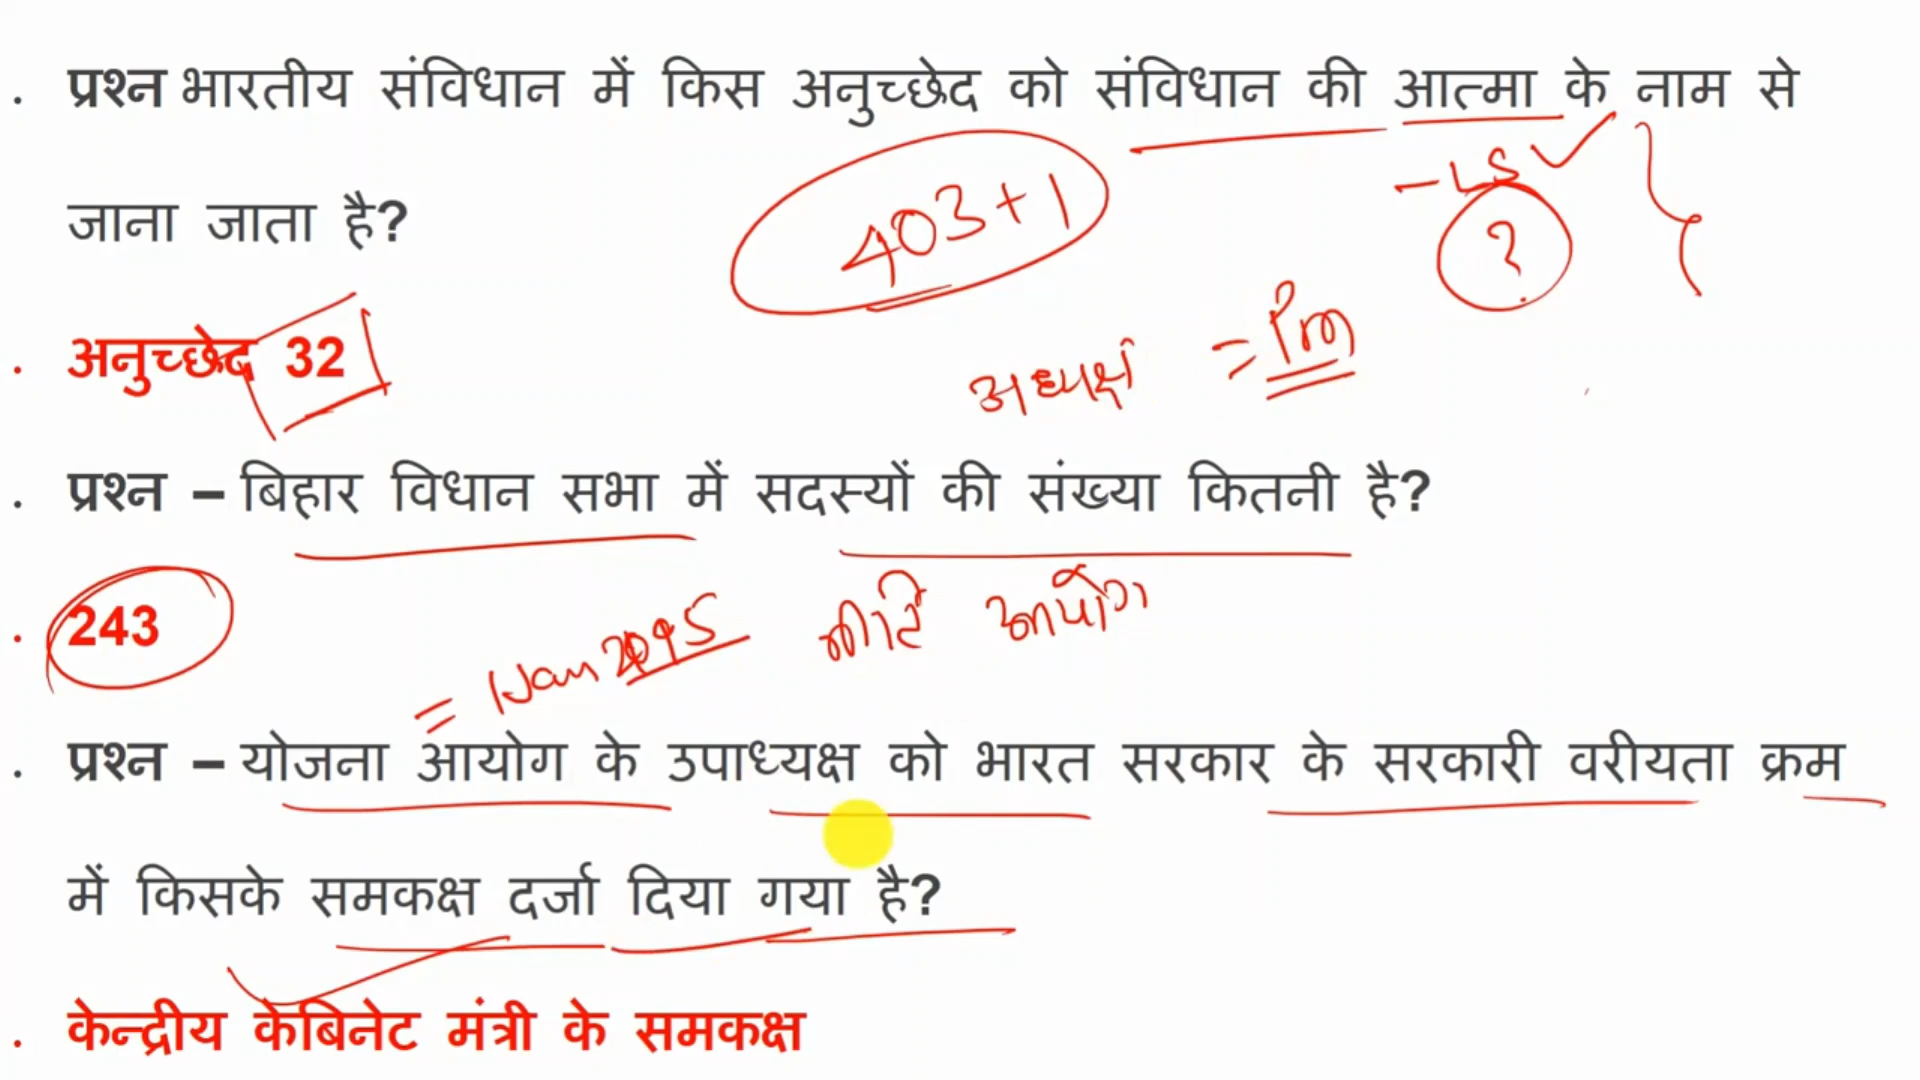 . प्रश्न भारतीय संविधान में किस अनुच्छेद को संविधान की आत्मा के नाम से
- LS ✓
403+1
?
जाना जाता है?
. अनुच्छेद 32
अध्यक्ष = Pm
. प्रश्न – बिहार विधान सभा में सदस्यों की संख्या कितनी है?
. 243
= 1 Jan आयोग
. प्रश्न – योजना आयोग के उपाध्यक्ष को भारत सरकार के सरकारी वरीयता क्रम
में किसके समकक्ष दर्जा दिया गया है?
. केन्द्रीय केबिनेट मंत्री के समकक्ष